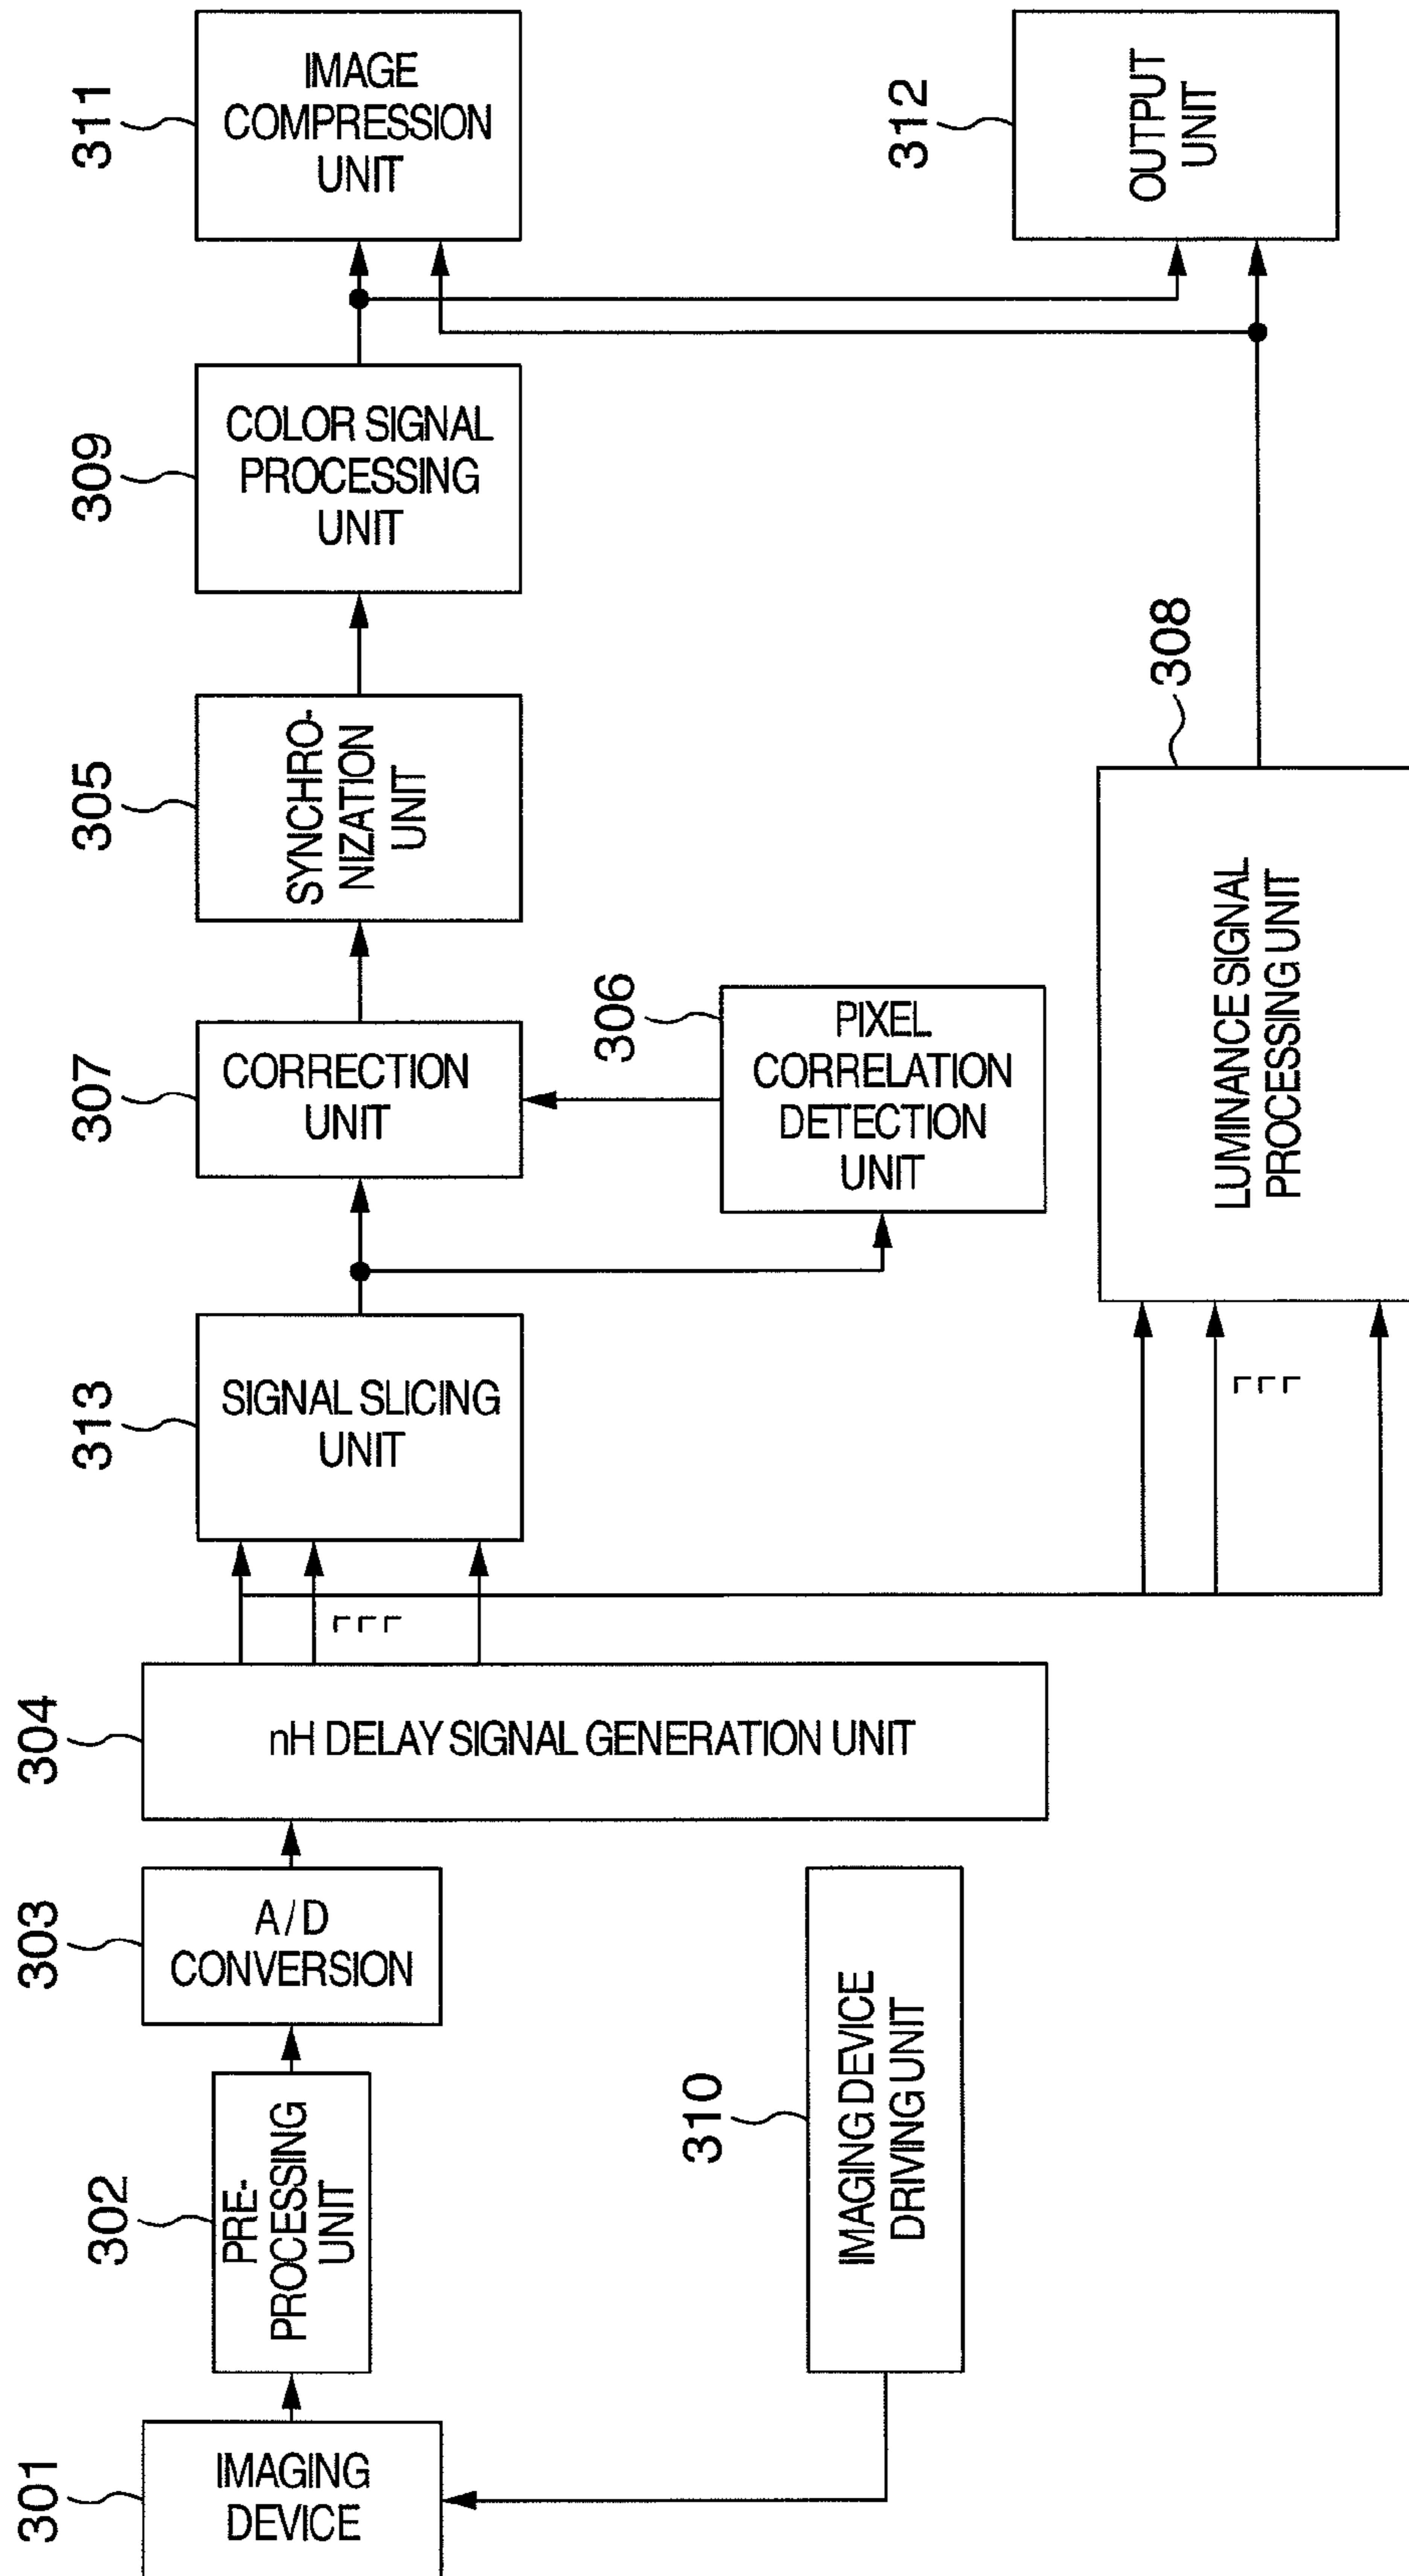 301
IMAGING
DEVICE
302
PRE-
PROCESSING
UNIT
303
A/D
CONVERSION
304
nH DELAY SIGNAL GENERATION UNIT
310
IMAGING DEVICE
DRIVING UNIT
313
SIGNAL SLICING
UNIT
307
CORRECTION
UNIT
306
PIXEL
CORRELATION
DETECTION
UNIT
305
SYNCHRO-
NIZATION
UNIT
309
COLOR SIGNAL
PROCESSING
UNIT
311
IMAGE
COMPRESSION
UNIT
308
LUMINANCE SIGNAL
PROCESSING UNIT
312
OUTPUT
UNIT